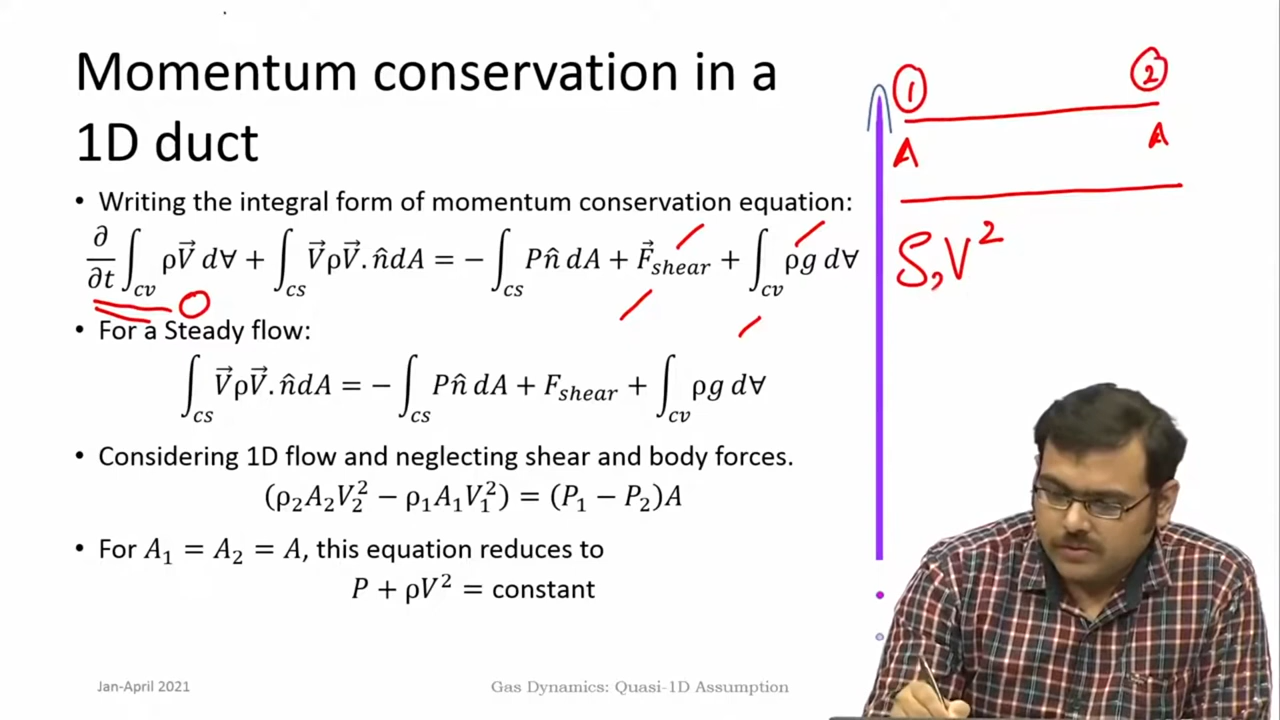 Momentum conservation in a
1D duct
• Writing the integral form of momentum conservation equation:
∂/∂t ∫_cv ρV⃗ d∀ + ∫_cs V⃗ρV⃗.n̂dA = − ∫_cs Pn̂ dA + F⃗_shear + ∫_cv ρg d∀
0
• For a Steady flow:
∫_cs V⃗ρV⃗.n̂dA = − ∫_cs Pn̂ dA + F_shear + ∫_cv ρg d∀
• Considering 1D flow and neglecting shear and body forces.
(ρ₂A₂V₂² − ρ₁A₁V₁²) = (P₁ − P₂)A
• For A₁ = A₂ = A, this equation reduces to
P + ρV² = constant
1 2
A A
ρ, V²
Jan-April 2021
Gas Dynamics: Quasi-1D Assumption